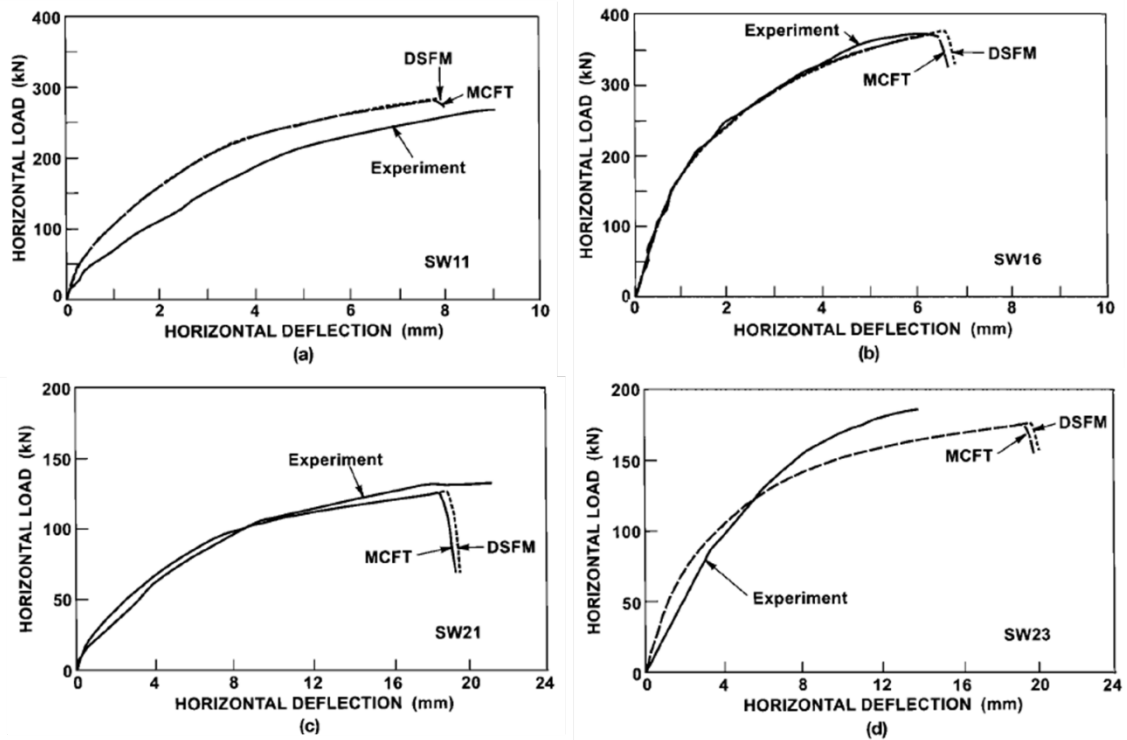 400
300
200
100
0
HORIZONTAL LOAD (kN)
DSFM
MCFT
Experiment
SW11
0 2 4 6 8 10
HORIZONTAL DEFLECTION (mm)
(a)
400
300
200
100
0
HORIZONTAL LOAD (kN)
Experiment
DSFM
MCFT
SW16
0 2 4 6 8 10
HORIZONTAL DEFLECTION (mm)
(b)
200
150
100
50
0
HORIZONTAL LOAD (kN)
Experiment
MCFT
DSFM
SW21
0 4 8 12 16 20 24
HORIZONTAL DEFLECTION (mm)
(c)
200
150
100
50
0
HORIZONTAL LOAD (kN)
DSFM
MCFT
Experiment
SW23
0 4 8 12 16 20 24
HORIZONTAL DEFLECTION (mm)
(d)